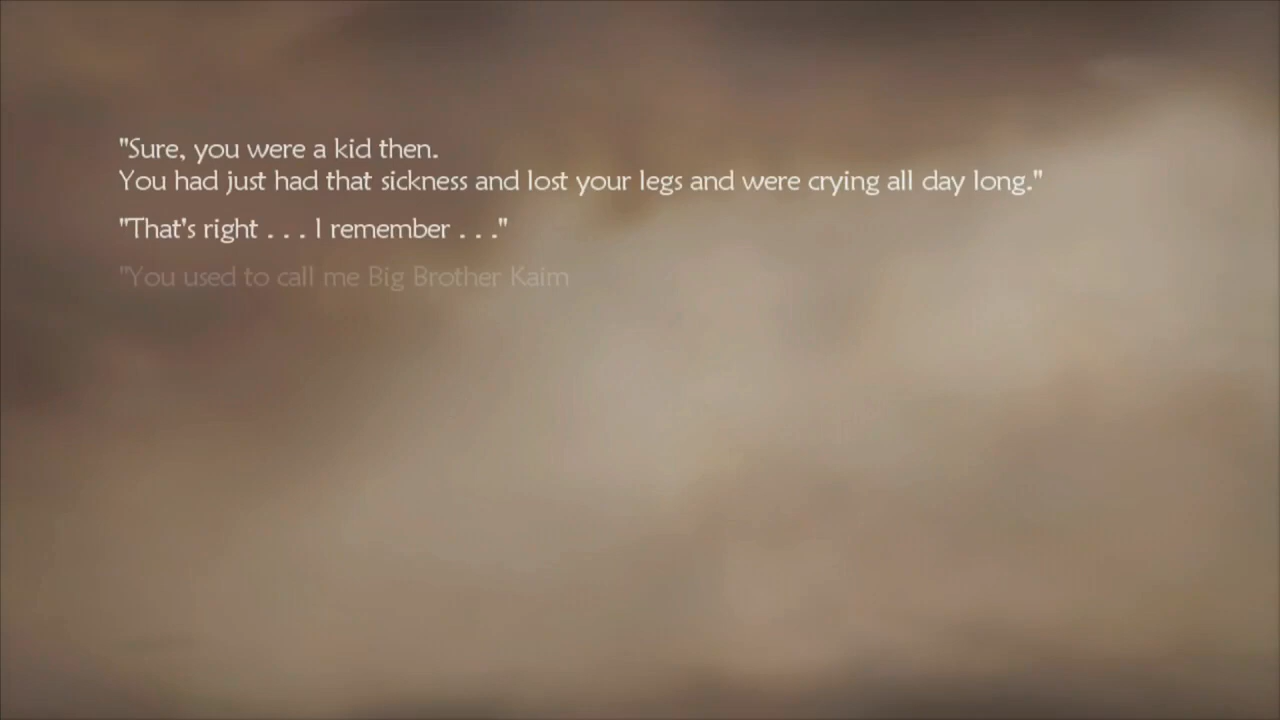 "Sure, you were a kid then.
You had just had that sickness and lost your legs and were crying all day long."
"That's right . . . I remember . . ."
"You used to call me Big Brother Kaim